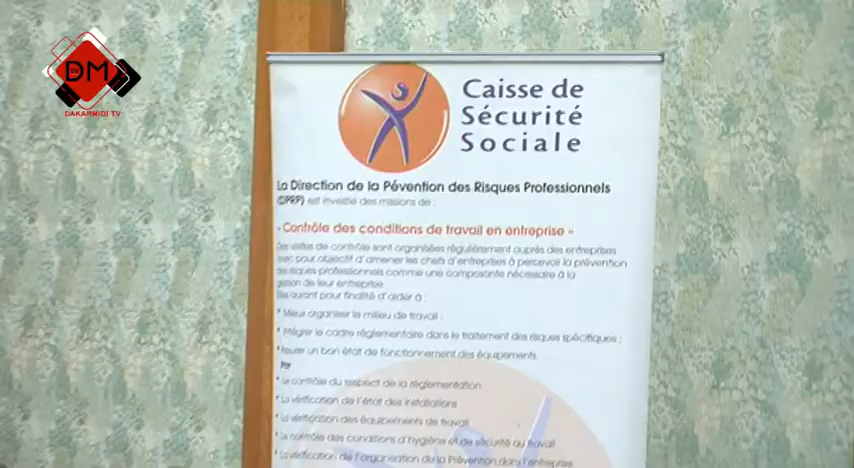 DM
DAKARMIDI TV
Caisse de
Sécurité
Sociale
La Direction de la Pévention des Risques Professionnels
(DPRP) est investie des missions de :
« Contrôle des conditions de travail en entreprise »
Des visites de contrôle sont organisées régulièrement auprès des entreprises
avec pour objectif d'amener les chefs d'entreprises à percevoir la prévention
des risques professionnels comme une composante nécessaire à la
gestion de leur entreprise
Elles auront pour finalité d'aider à :
* Mieux organiser le milieu de travail ;
* Intégrer le cadre réglementaire dans le traitement des risques spécifiques ;
* Assurer un bon état de fonctionnement des équipements.
Par
* Le contrôle du respect de la réglementation
* La vérification de l'état des installations
* La vérification des équipements de travail
* Le contrôle des conditions d'hygiène et de sécurité au travail
* La vérification de l'organisation de la Prévention dans l'entreprise